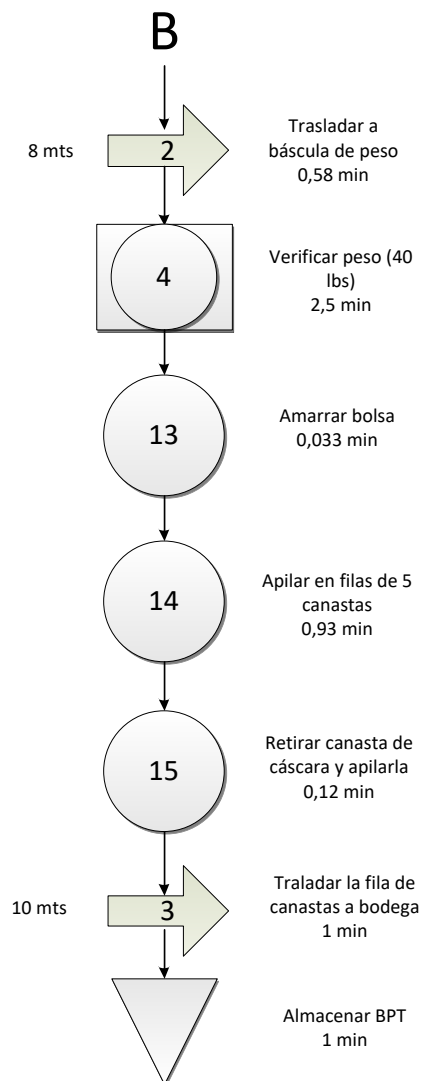 B
8 mts
2
Trasladar a
báscula de peso
0,58 min
4
Verificar peso (40
lbs)
2,5 min
13
Amarrar bolsa
0,033 min
14
Apilar en filas de 5
canastas
0,93 min
15
Retirar canasta de
cáscara y apilarla
0,12 min
10 mts
3
Traladar la fila de
canastas a bodega
1 min
Almacenar BPT
1 min